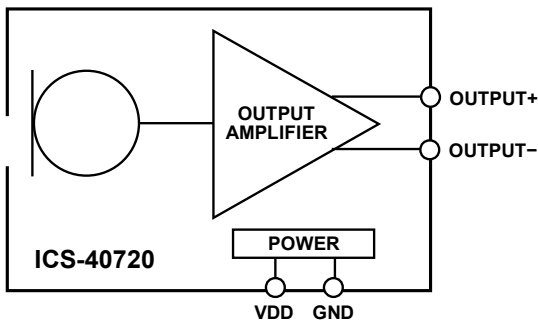 OUTPUT+
OUTPUT
AMPLIFIER
OUTPUT−
POWER
ICS-40720
VDD GND